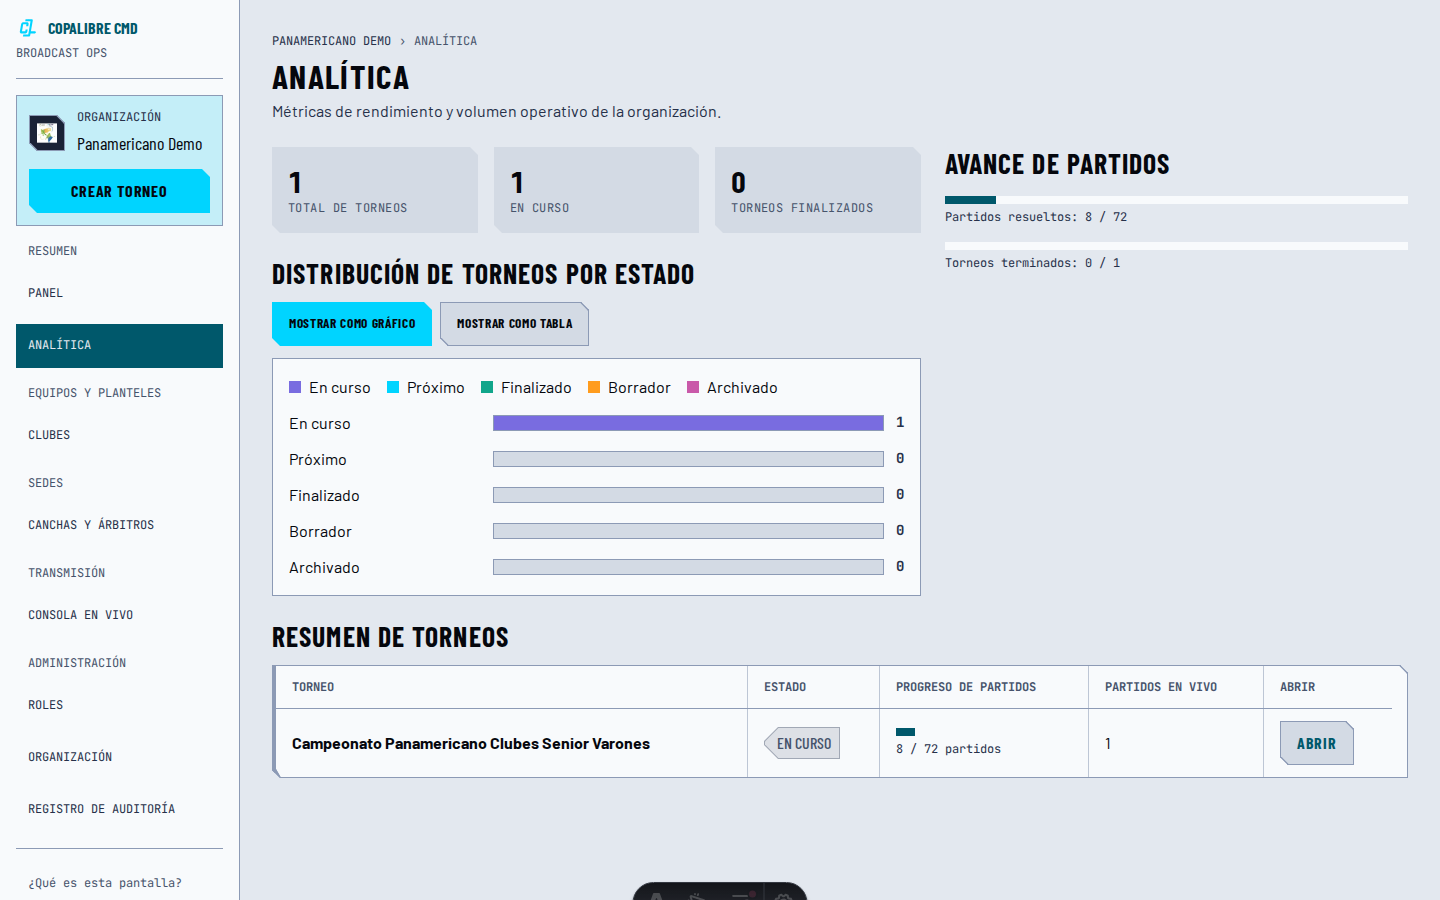 COPALIBRE CMD
BROADCAST OPS
ORGANIZACIÓN
Panamericano Demo
CREAR TORNEO
RESUMEN
PANEL
ANALÍTICA
EQUIPOS Y PLANTELES
CLUBES
SEDES
CANCHAS Y ÁRBITROS
TRANSMISIÓN
CONSOLA EN VIVO
ADMINISTRACIÓN
ROLES
ORGANIZACIÓN
REGISTRO DE AUDITORÍA
¿Qué es esta pantalla?
PANAMERICANO DEMO › ANALÍTICA
ANALÍTICA
Métricas de rendimiento y volumen operativo de la organización.
1
TOTAL DE TORNEOS
1
EN CURSO
0
TORNEOS FINALIZADOS
AVANCE DE PARTIDOS
Partidos resueltos: 8 / 72
Torneos terminados: 0 / 1
DISTRIBUCIÓN DE TORNEOS POR ESTADO
MOSTRAR COMO GRÁFICO
MOSTRAR COMO TABLA
En curso Próximo Finalizado Borrador Archivado
En curso 1
Próximo 0
Finalizado 0
Borrador 0
Archivado 0
RESUMEN DE TORNEOS
TORNEO ESTADO PROGRESO DE PARTIDOS PARTIDOS EN VIVO ABRIR
Campeonato Panamericano Clubes Senior Varones EN CURSO 8 / 72 partidos 1 ABRIR